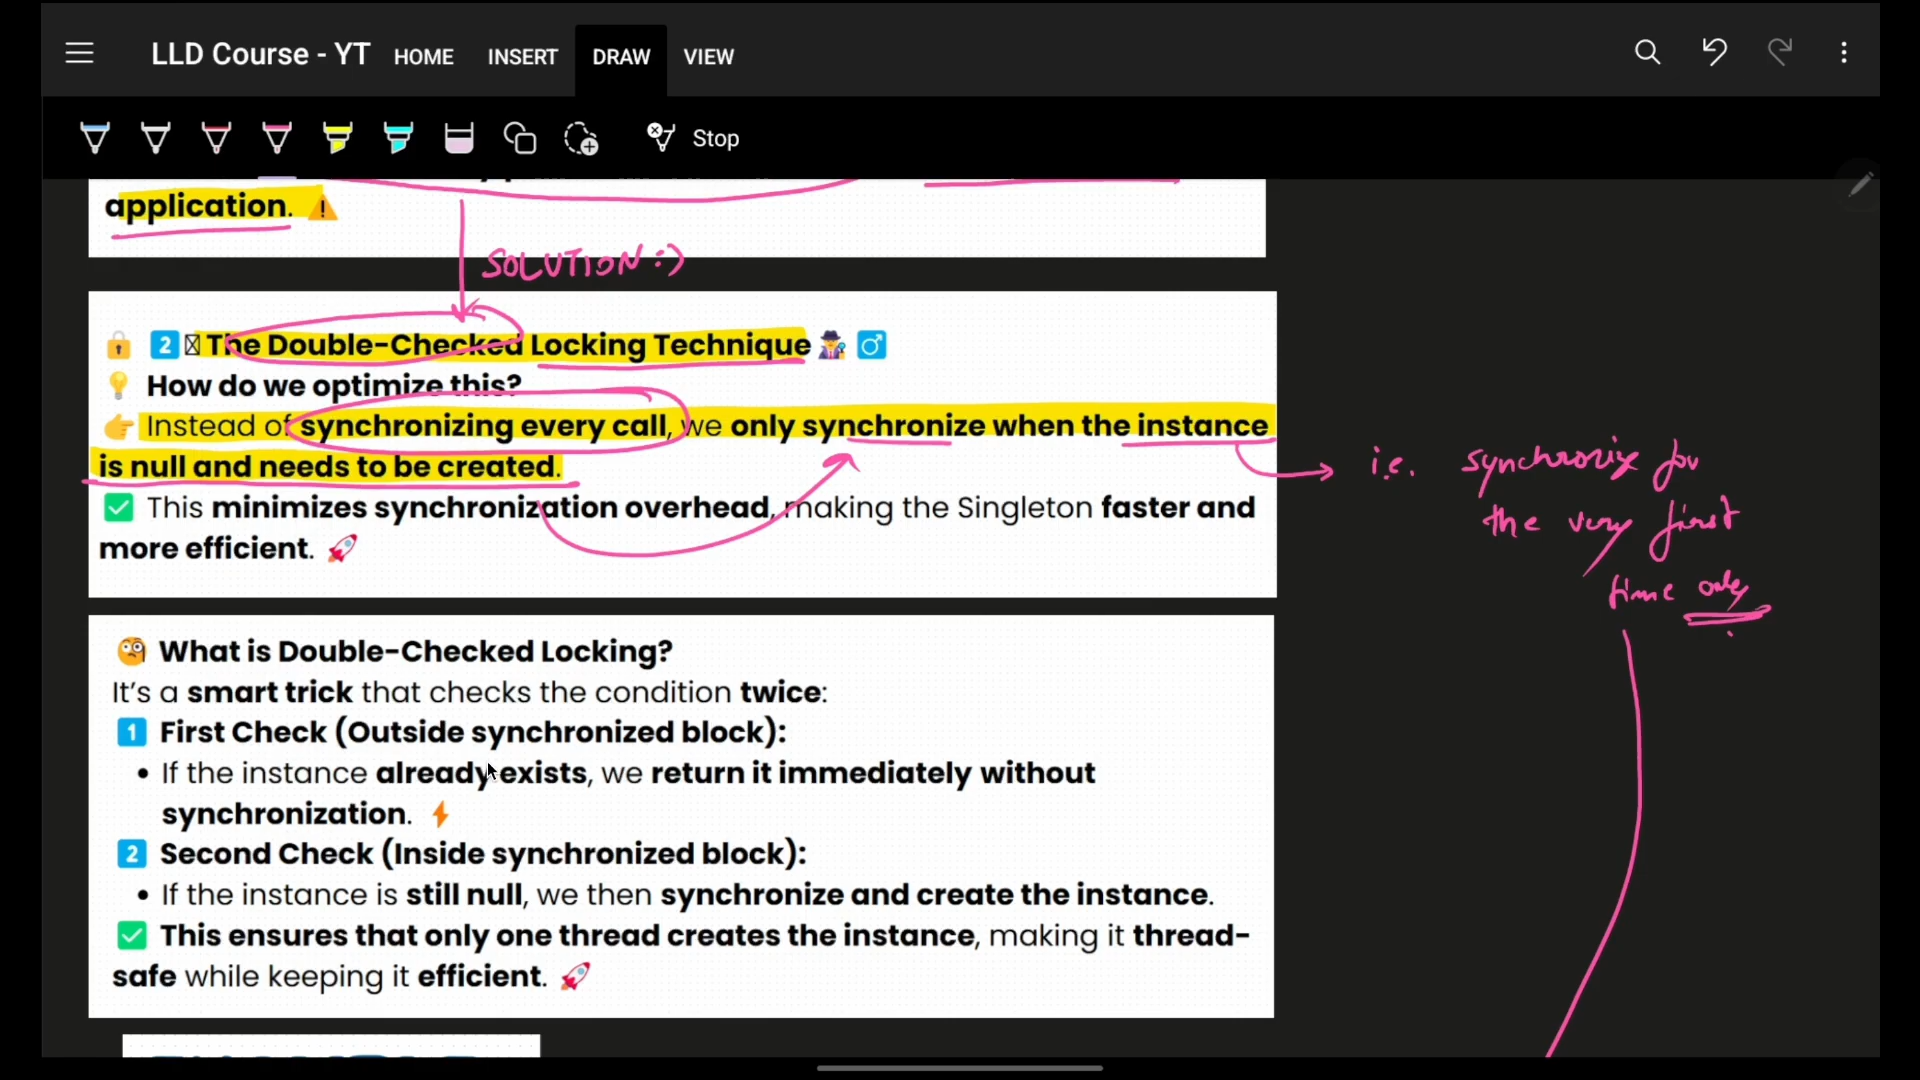 LLD Course - YT HOME INSERT DRAW VIEW
Stop
application. ⚠️
SOLUTION :)
🔒 2️⃣ The Double-Checked Locking Technique 🕵️ ♂️
💡 How do we optimize this?
👉 Instead of synchronizing every call, we only synchronize when the instance
is null and needs to be created.
✅ This minimizes synchronization overhead, making the Singleton faster and
more efficient. 🚀
i.e. synchronize for
the very first
time only
🧐 What is Double-Checked Locking?
It's a smart trick that checks the condition twice:
1️⃣ First Check (Outside synchronized block):
• If the instance already exists, we return it immediately without
synchronization. ⚡
2️⃣ Second Check (Inside synchronized block):
• If the instance is still null, we then synchronize and create the instance.
✅ This ensures that only one thread creates the instance, making it thread-
safe while keeping it efficient. 🚀